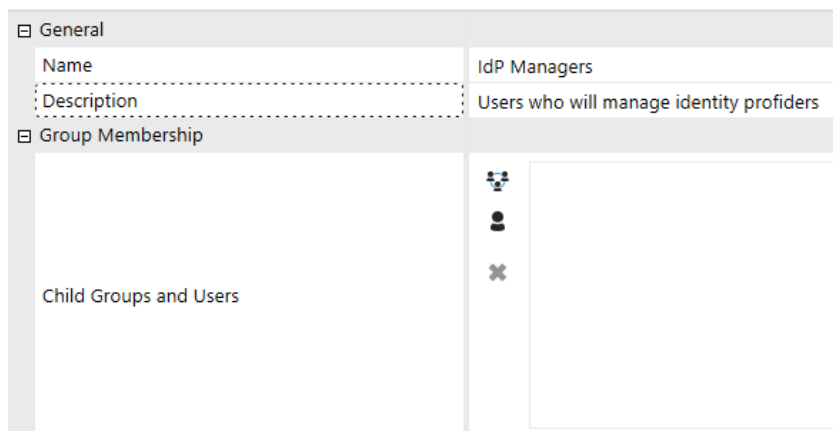 General
Name
IdP Managers
Description
Users who will manage identity profiders
Group Membership
Child Groups and Users